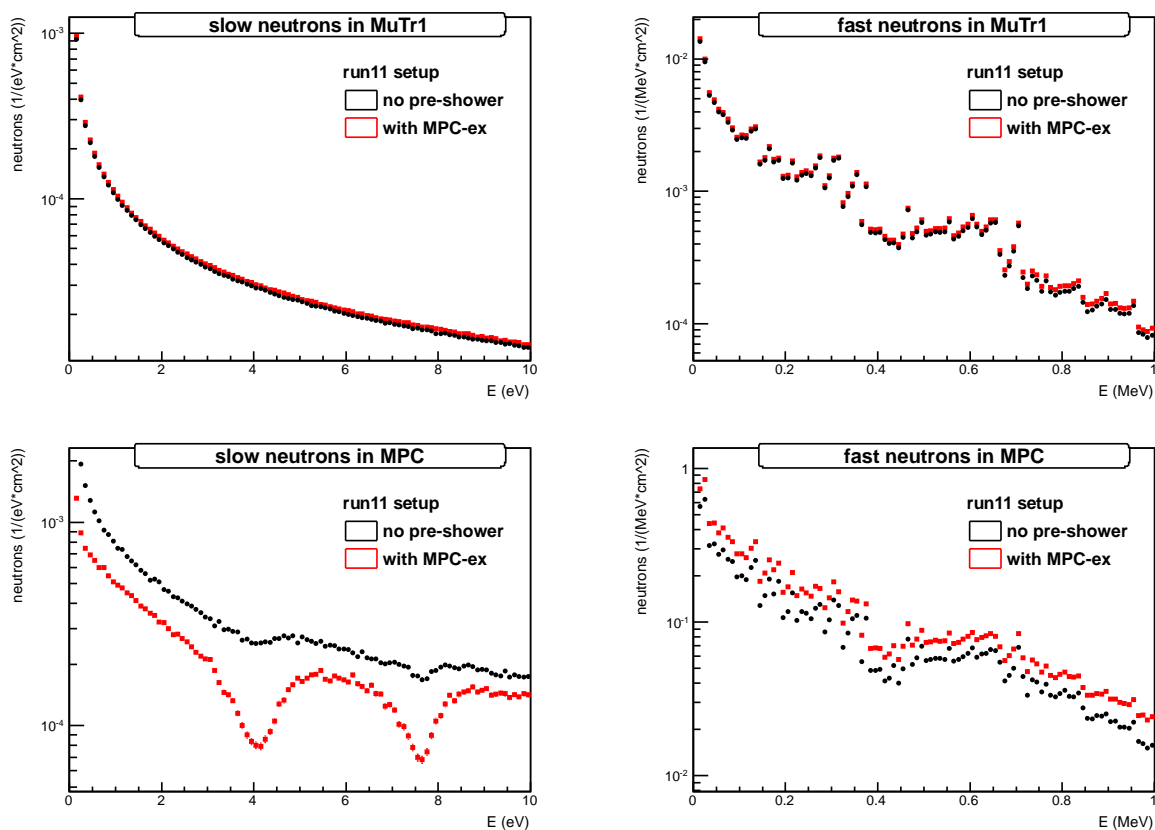 slow neutrons in MuTr1
neutrons (1/(eV*cm^2))
10^-3
10^-4
run11 setup
no pre-shower
with MPC-ex
0 2 4 6 8 10
E (eV)
fast neutrons in MuTr1
neutrons (1/(MeV*cm^2))
10^-2
10^-3
10^-4
run11 setup
no pre-shower
with MPC-ex
0 0.2 0.4 0.6 0.8 1
E (MeV)
slow neutrons in MPC
neutrons (1/(eV*cm^2))
10^-3
10^-4
run11 setup
no pre-shower
with MPC-ex
0 2 4 6 8 10
E (eV)
fast neutrons in MPC
neutrons (1/(MeV*cm^2))
1
10^-1
10^-2
run11 setup
no pre-shower
with MPC-ex
0 0.2 0.4 0.6 0.8 1
E (MeV)